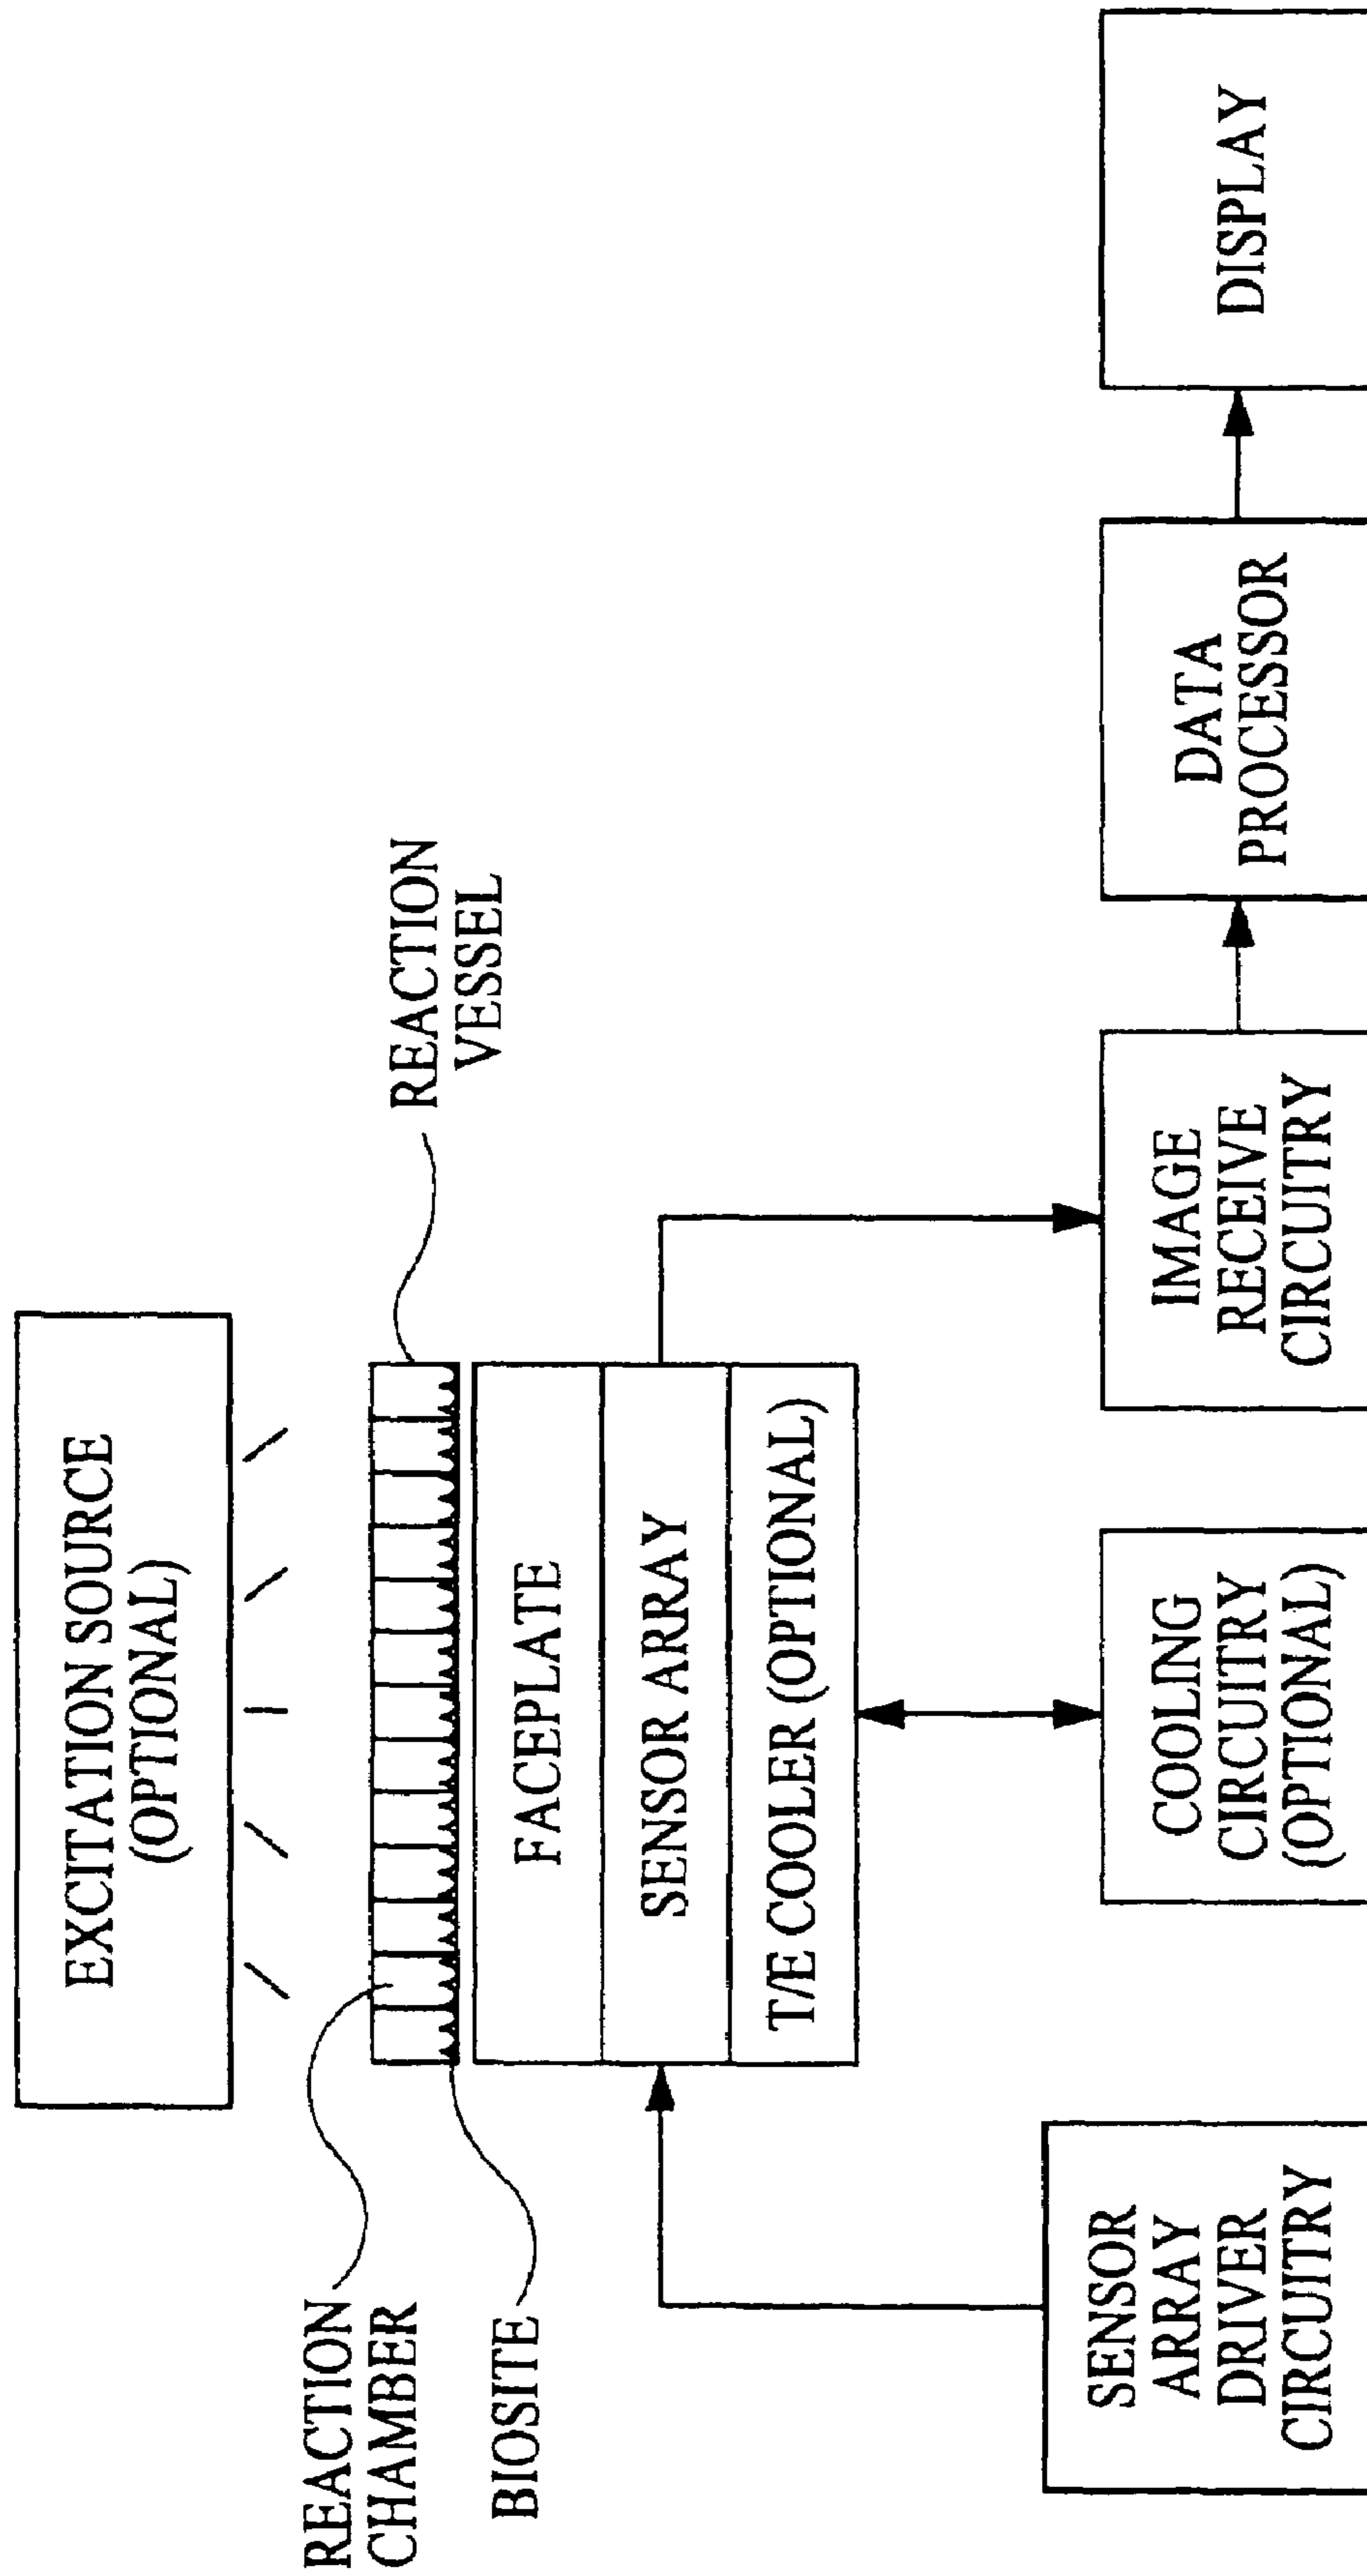 EXCITATION SOURCE
(OPTIONAL)
REACTION
CHAMBER
BIOSITE
REACTION
VESSEL
FACEPLATE
SENSOR ARRAY
T/E COOLER (OPTIONAL)
SENSOR
ARRAY
DRIVER
CIRCUITRY
COOLING
CIRCUITRY
(OPTIONAL)
IMAGE
RECEIVE
CIRCUITRY
DATA
PROCESSOR
DISPLAY